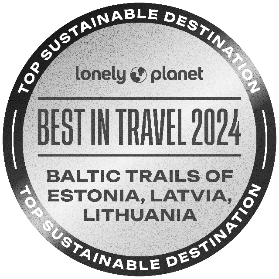 TOP SUSTAINABLE DESTINATION
lonely planet
BEST IN TRAVEL 2024
BALTIC TRAILS OF
ESTONIA, LATVIA,
LITHUANIA
TOP SUSTAINABLE DESTINATION